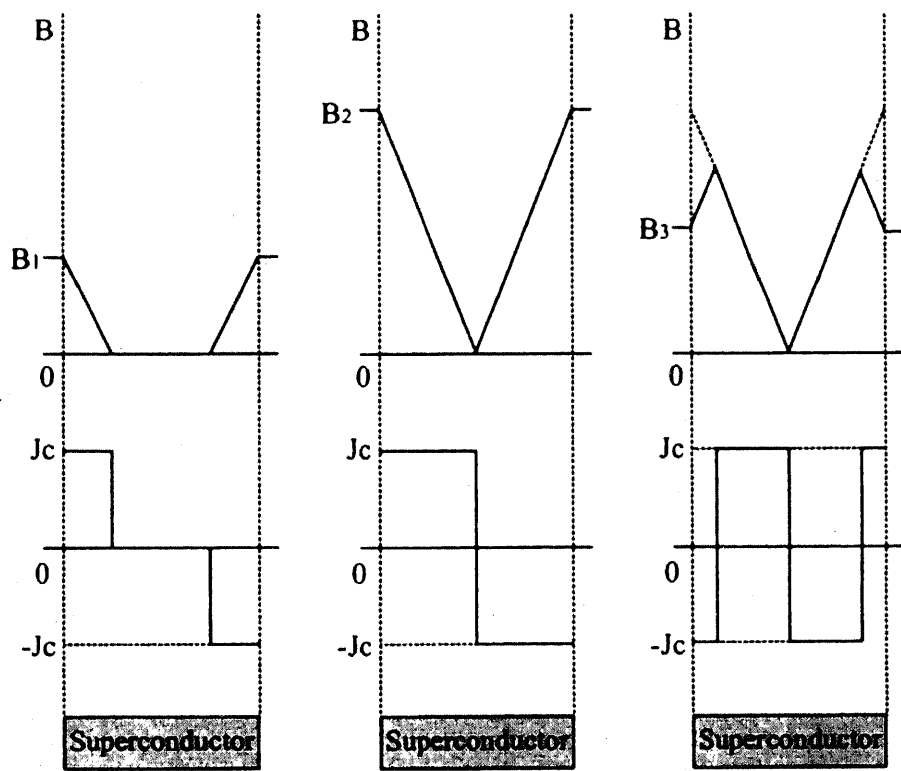 B B B
B2
B3
B1
0 0 0
Jc Jc Jc
0 0 0
-Jc -Jc -Jc
Superconductor Superconductor Superconductor